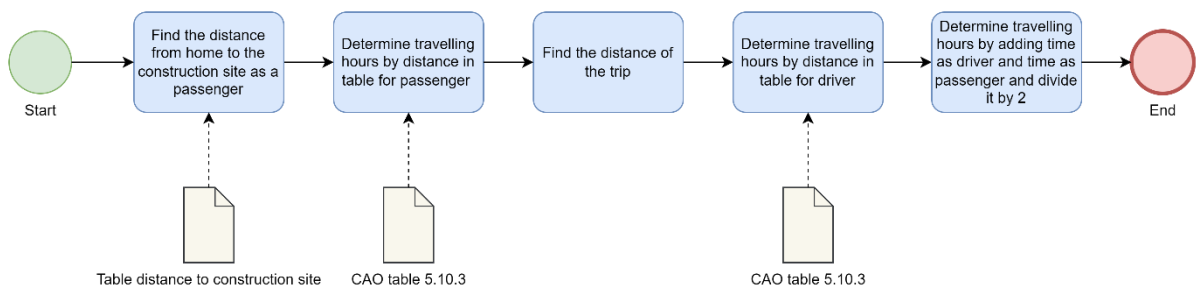 Start
Find the distance
from home to the
construction site as a
passenger
Determine travelling
hours by distance in
table for passenger
Find the distance of
the trip
Determine travelling
hours by distance in
table for driver
Determine travelling
hours by adding time
as driver and time as
passenger and divide
it by 2
End
Table distance to construction site
CAO table 5.10.3
CAO table 5.10.3